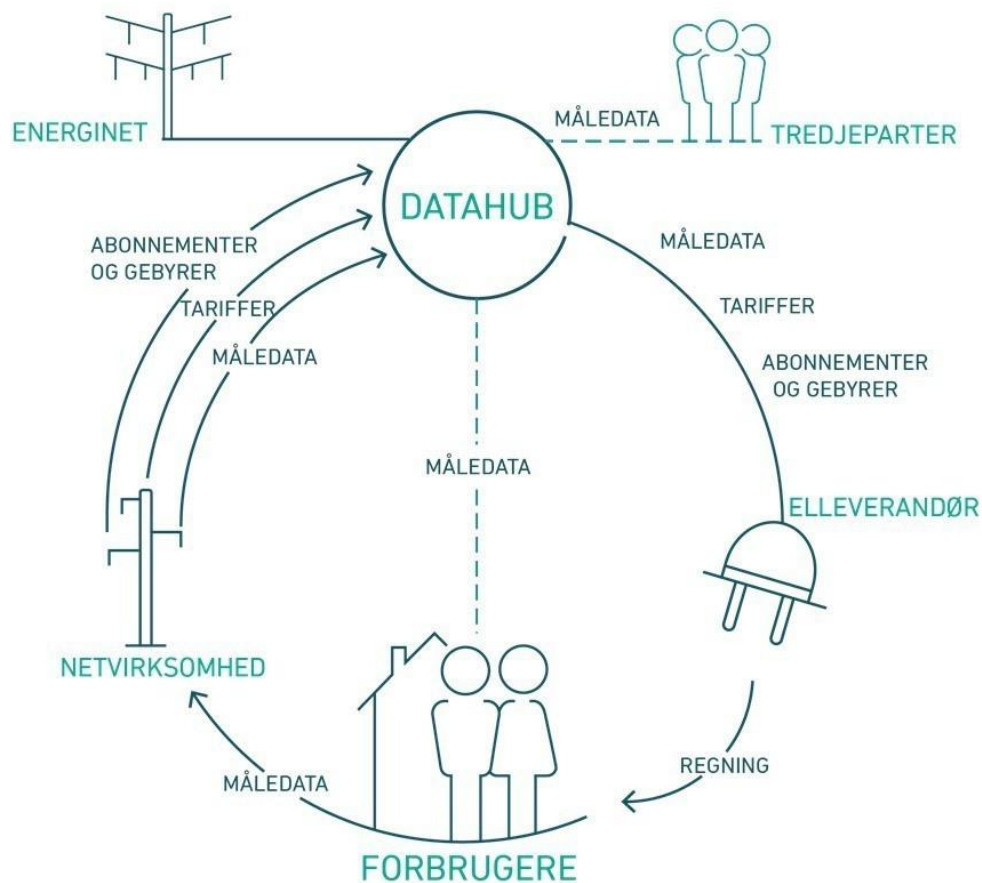 ENERGINET
MÅLEDATA
TREDJEPARTER
DATAHUB
ABONNEMENTER
OG GEBYRER
TARIFFER
MÅLEDATA
MÅLEDATA
TARIFFER
ABONNEMENTER
OG GEBYRER
MÅLEDATA
ELLEVERANDØR
NETVIRKSOMHED
REGNING
MÅLEDATA
FORBRUGERE